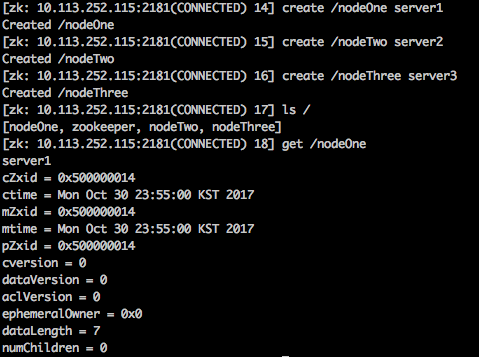 [zk: 10.113.252.115:2181(CONNECTED) 14] create /nodeOne server1
Created /nodeOne
[zk: 10.113.252.115:2181(CONNECTED) 15] create /nodeTwo server2
Created /nodeTwo
[zk: 10.113.252.115:2181(CONNECTED) 16] create /nodeThree server3
Created /nodeThree
[zk: 10.113.252.115:2181(CONNECTED) 17] ls /
[nodeOne, zookeeper, nodeTwo, nodeThree]
[zk: 10.113.252.115:2181(CONNECTED) 18] get /nodeOne
server1
cZxid = 0x500000014
ctime = Mon Oct 30 23:55:00 KST 2017
mZxid = 0x500000014
mtime = Mon Oct 30 23:55:00 KST 2017
pZxid = 0x500000014
cversion = 0
dataVersion = 0
aclVersion = 0
ephemeralOwner = 0x0
dataLength = 7
numChildren = 0